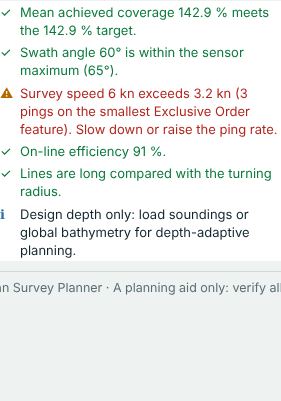 ✓ Mean achieved coverage 142.9 % meets
the 142.9 % target.
✓ Swath angle 60° is within the sensor
maximum (65°).
⚠ Survey speed 6 kn exceeds 3.2 kn (3
pings on the smallest Exclusive Order
feature). Slow down or raise the ping rate.
✓ On-line efficiency 91 %.
✓ Lines are long compared with the turning
radius.
ℹ Design depth only: load soundings or
global bathymetry for depth-adaptive
planning.
n Survey Planner · A planning aid only: verify al